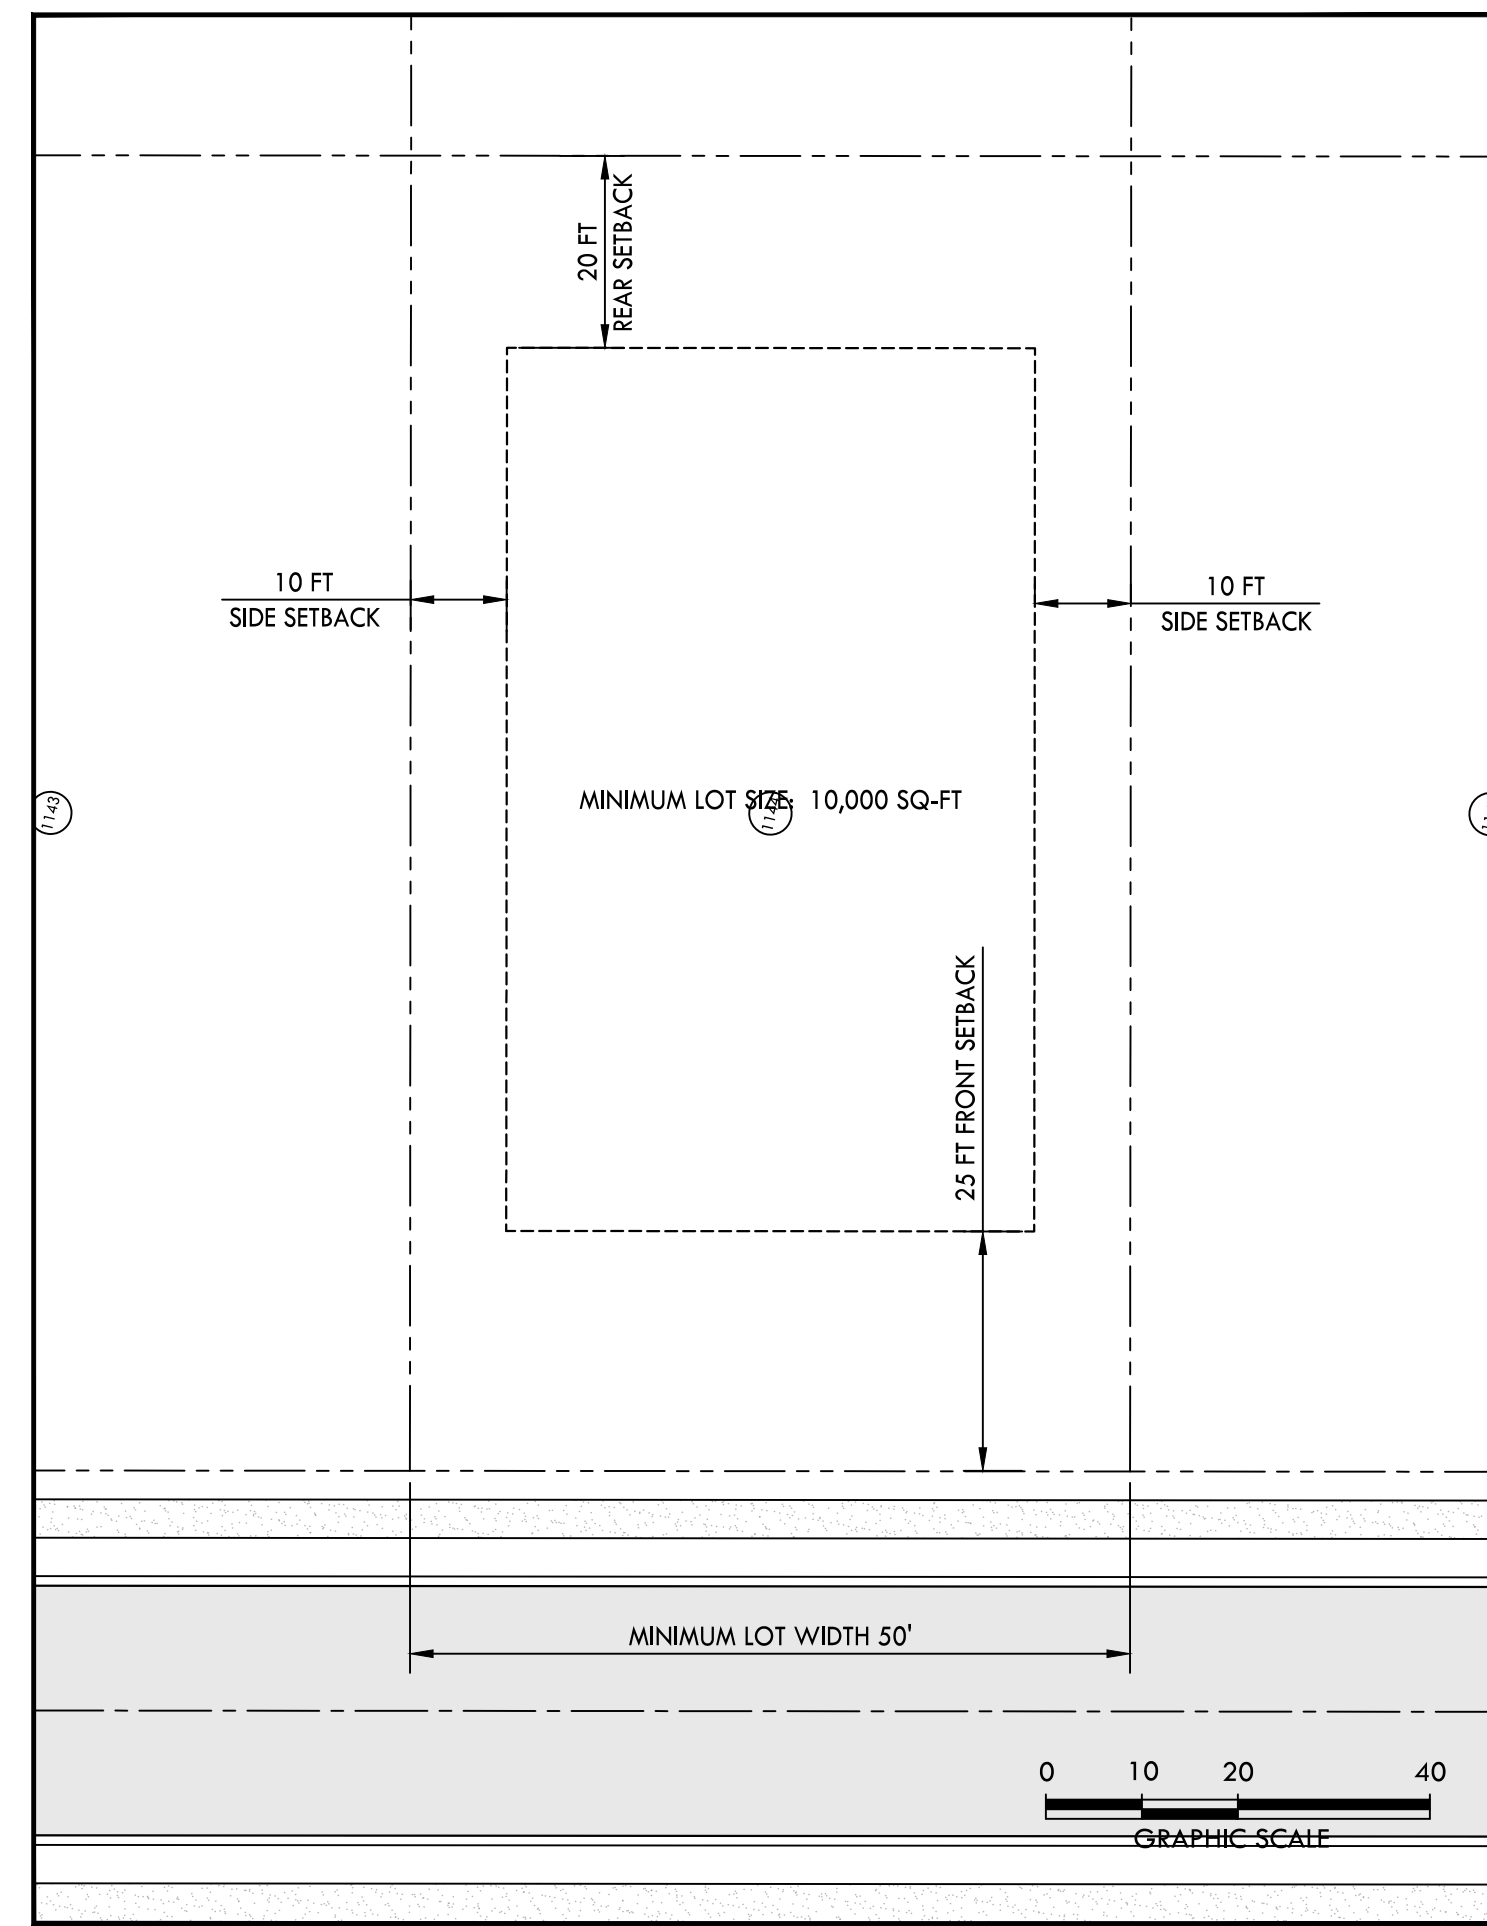 20 FT
REAR SETBACK
10 FT
SIDE SETBACK
10 FT
SIDE SETBACK
1143
MINIMUM LOT SIZE: 10,000 SQ-FT
25 FT FRONT SETBACK
MINIMUM LOT WIDTH 50'
0 10 20 40
GRAPHIC SCALE